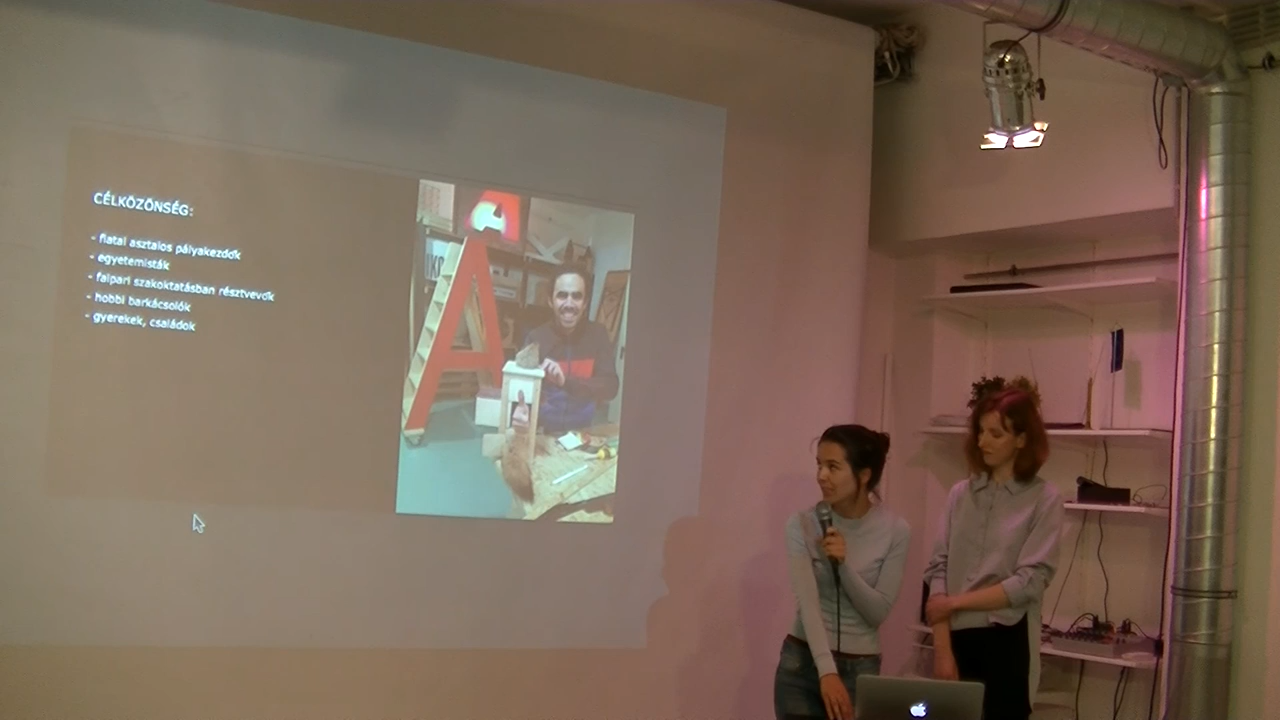 CÉLKÖZÖNSÉG:
- fiatal asztalos pályakezdők
- egyetemisták
- faipari szakoktatásban résztvevők
- hobbi barkácsolók
- gyerekek, családok
A